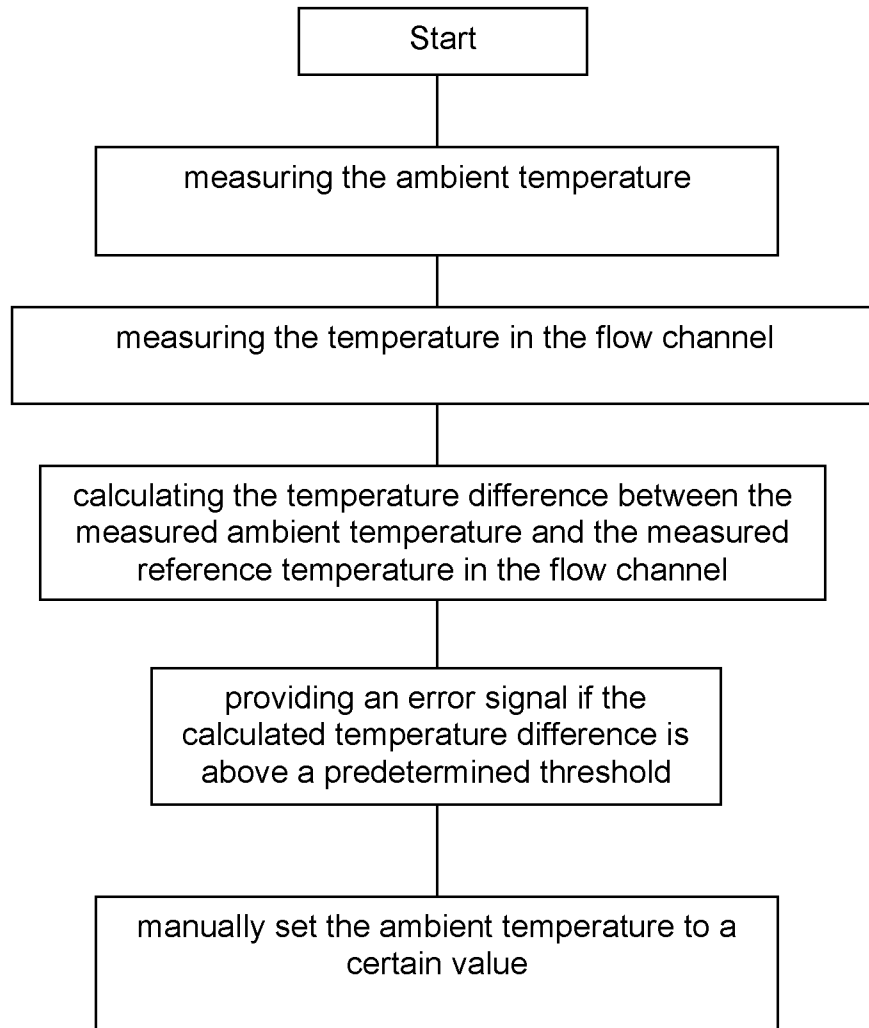 Start
measuring the ambient temperature
measuring the temperature in the flow channel
calculating the temperature difference between the
measured ambient temperature and the measured
reference temperature in the flow channel
providing an error signal if the
calculated temperature difference is
above a predetermined threshold
manually set the ambient temperature to a
certain value